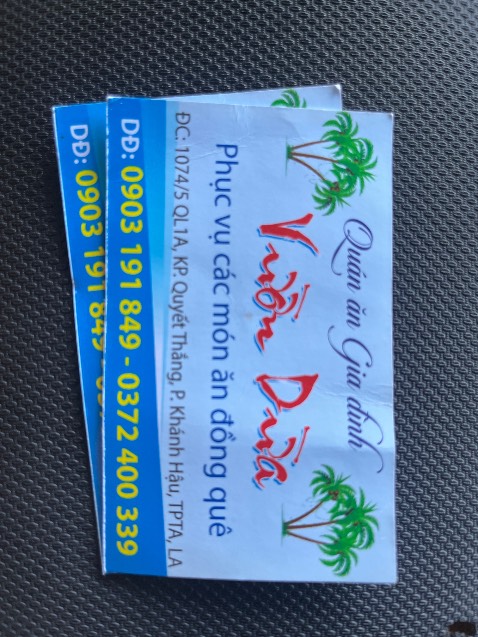 Quán ăn Gia đình
Vườn Dừa
Phục vụ các món ăn đồng quê
ĐC: 1074/5 QL1A, KP. Quyết Thắng, P. Khánh Hậu, TPTA, LA
DĐ: 0903 191 849 - 0372 400 339
DĐ: 0903 191 849